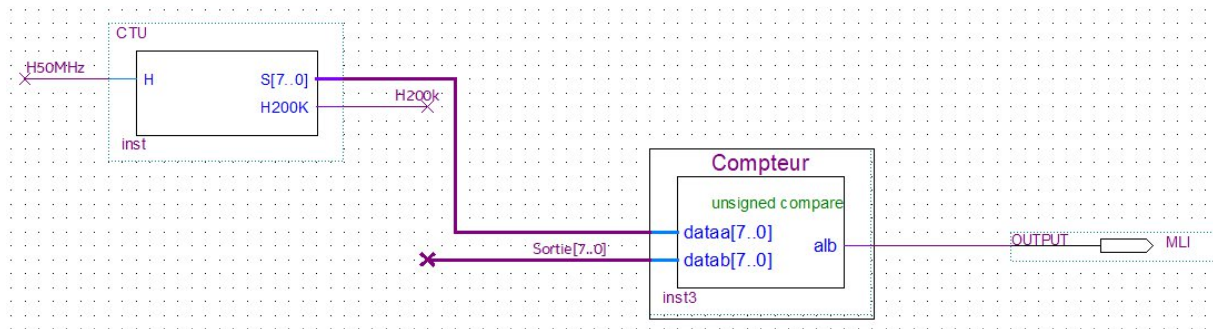 CTU
H50MHz
H
S[7..0]
H200K
H200k
inst
Compteur
unsigned compare
dataa[7..0]
datab[7..0]
alb
Sortie[7..0]
inst3
OUTPUT
MLI